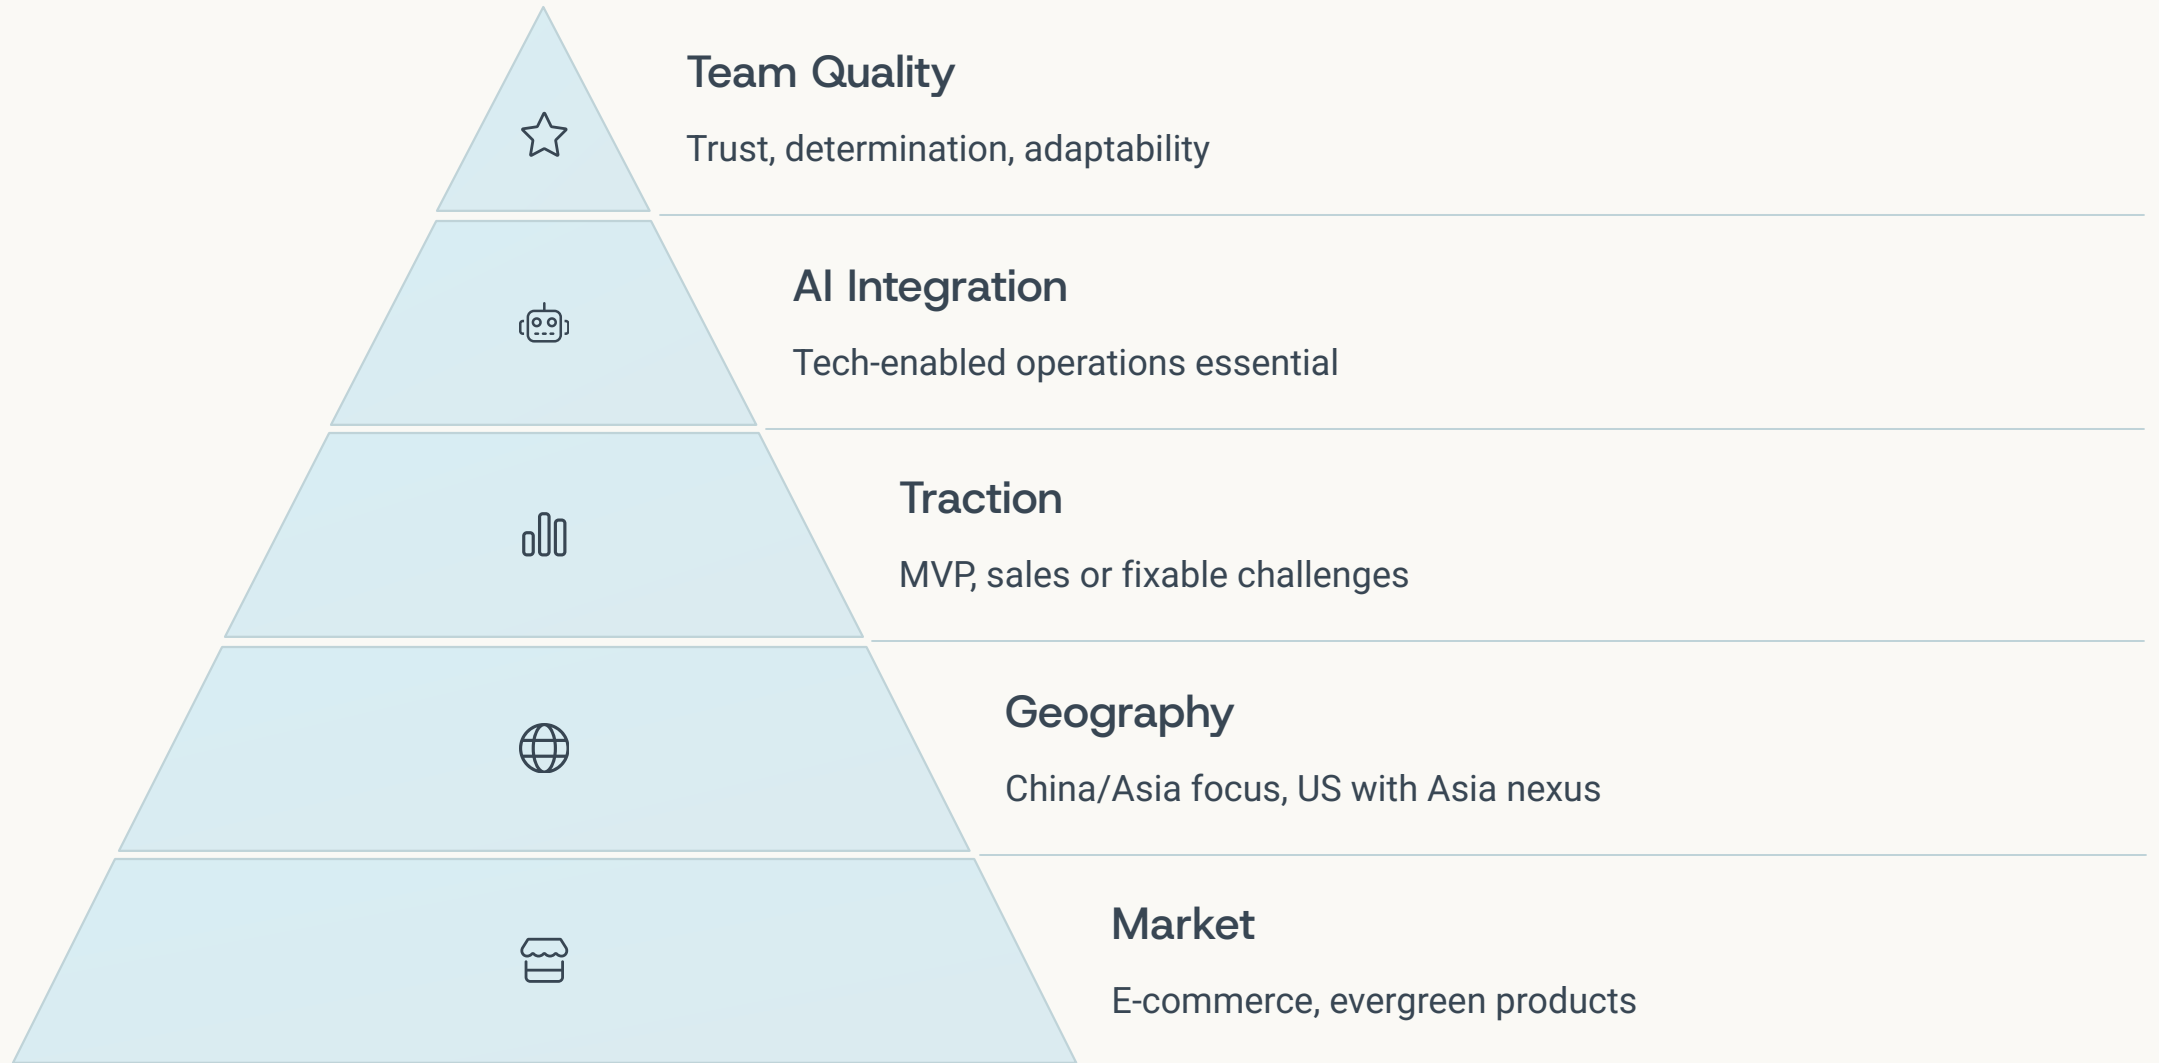 Team Quality
Trust, determination, adaptability
AI Integration
Tech-enabled operations essential
Traction
MVP, sales or fixable challenges
Geography
China/Asia focus, US with Asia nexus
Market
E-commerce, evergreen products